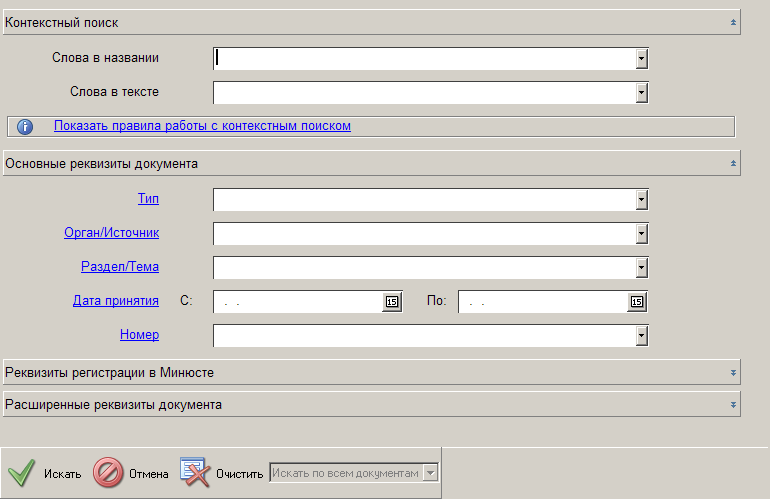 Контекстный поиск
Слова в названии
Слова в тексте
Показать правила работы с контекстным поиском
Основные реквизиты документа
Тип
Орган/Источник
Раздел/Тема
Дата принятия С: . . 15 По: . . 15
Номер
Реквизиты регистрации в Минюсте
Расширенные реквизиты документа
Искать Отмена Очистить Искать по всем документам